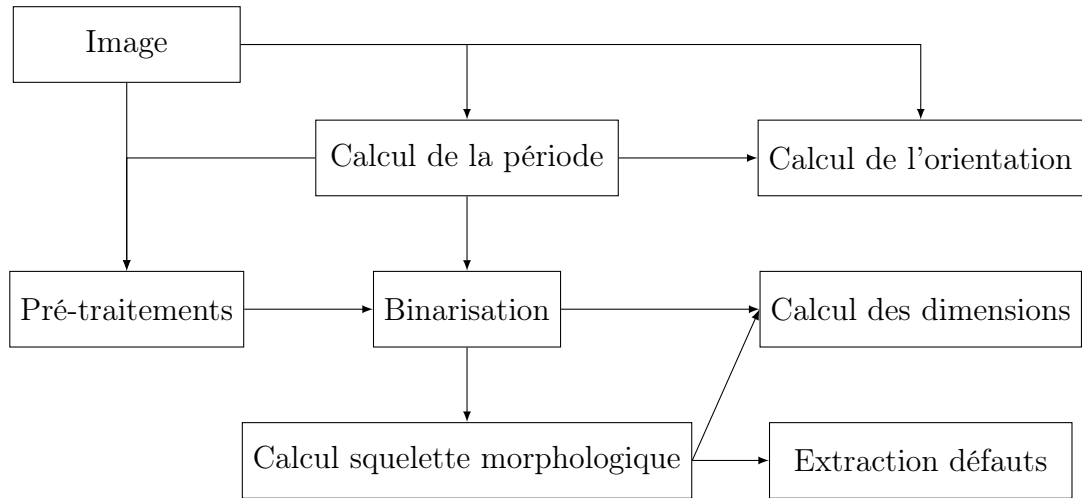 Image
Calcul de la période
Calcul de l'orientation
Pré-traitements
Binarisation
Calcul des dimensions
Calcul squelette morphologique
Extraction défauts